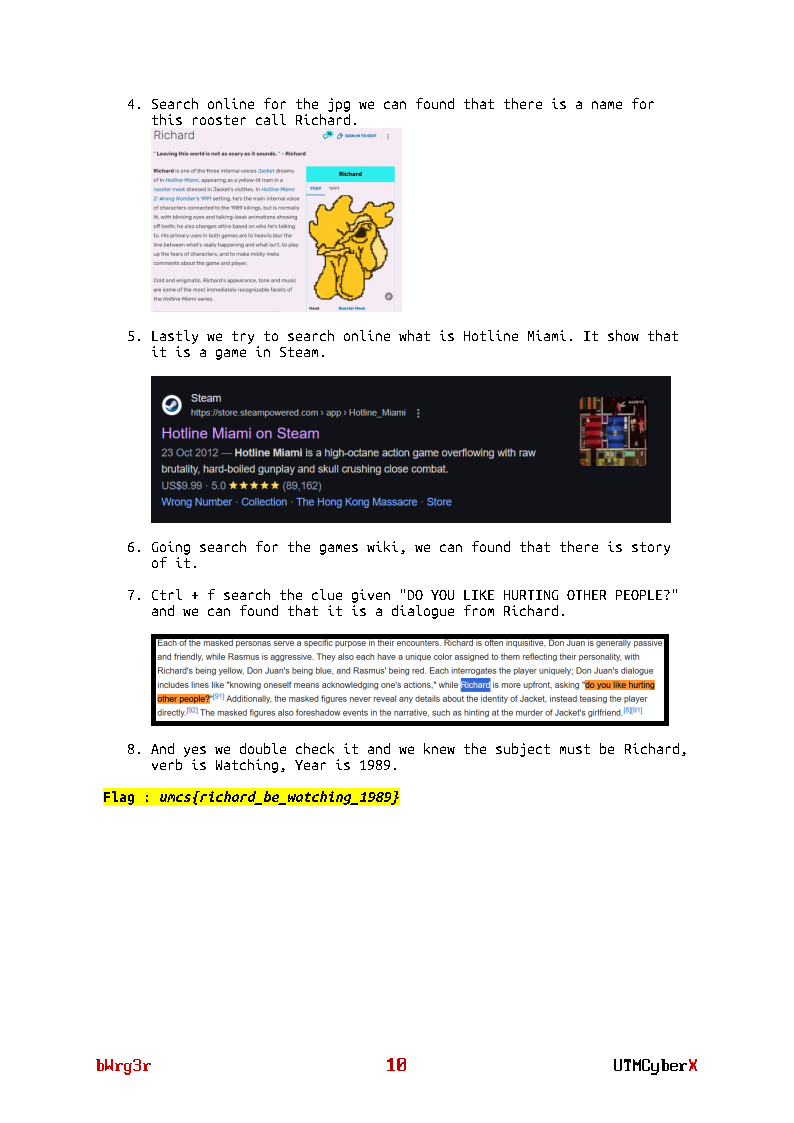 4. Search online for the jpg we can found that there is a name for
this rooster call Richard.
Richard
SIGN IN TO EDIT
" Leaving this world is not as scary as it sounds. " - Richard
Richard is one of the three internal voices Jacket dreams
of in Hotline Miami, appearing as a yellow-lit man in a
rooster mask dressed in Jacket's clothes. In Hotline Miami
2: Wrong Number's 1991 setting, he's the main internal voice
of characters connected to the 1989 killings, but is normally
lit, with blinking eyes and talking-beak animations showing
off teeth; he also changes attire based on who he's talking
to. His primary uses in both games are to heavily blur the
line between what's really happening and what isn't, to play
up the fears of characters, and to make mildly meta
comments about the game and player.
Cold and enigmatic, Richard's appearance, tone and music
are some of the most immediately recognizable facets of
the Hotline Miami series.
Richard
1989 1991
Head Rooster Mask
5. Lastly we try to search online what is Hotline Miami. It show that
it is a game in Steam.
Steam
https://store.steampowered.com › app › Hotline_Miami
Hotline Miami on Steam
23 Oct 2012 — Hotline Miami is a high-octane action game overflowing with raw
brutality, hard-boiled gunplay and skull crushing close combat.
US$9.99 · 5.0 ★★★★★ (89,162)
Wrong Number · Collection · The Hong Kong Massacre · Store
6. Going search for the games wiki, we can found that there is story
of it.
7. Ctrl + f search the clue given "DO YOU LIKE HURTING OTHER PEOPLE?"
and we can found that it is a dialogue from Richard.
Each of the masked personas serve a specific purpose in their encounters. Richard is often inquisitive, Don Juan is generally passive
and friendly, while Rasmus is aggressive. They also each have a unique color assigned to them reflecting their personality, with
Richard's being yellow, Don Juan's being blue, and Rasmus' being red. Each interrogates the player uniquely; Don Juan's dialogue
includes lines like "knowing oneself means acknowledging one's actions," while Richard is more upfront, asking "do you like hurting
other people?"[91] Additionally, the masked figures never reveal any details about the identity of Jacket, instead teasing the player
directly.[92] The masked figures also foreshadow events in the narrative, such as hinting at the murder of Jacket's girlfriend.[8][91]
8. And yes we double check it and we knew the subject must be Richard,
verb is Watching, Year is 1989.
Flag : umcs{richard_be_watching_1989}
bWrg3r
10
UTMCyberX